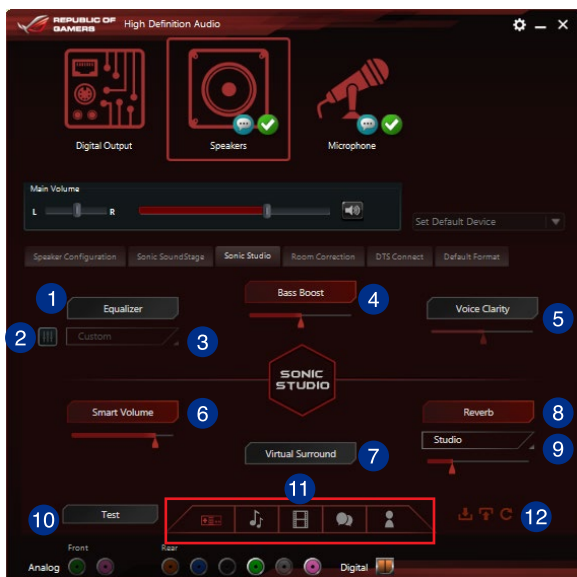 REPUBLIC OF
GAMERS
High Definition Audio
Digital Output
Speakers
Microphone
Main Volume
L R
Set Default Device
Speaker Configuration Sonic SoundStage Sonic Studio Room Correction DTS Connect Default Format
1 Equalizer
Bass Boost 4
Voice Clarity 5
2 Custom 3
SONIC
STUDIO
Smart Volume 6
Reverb 8
Virtual Surround 7
Studio 9
11
10 Test
12
Front Rear
Analog Digital